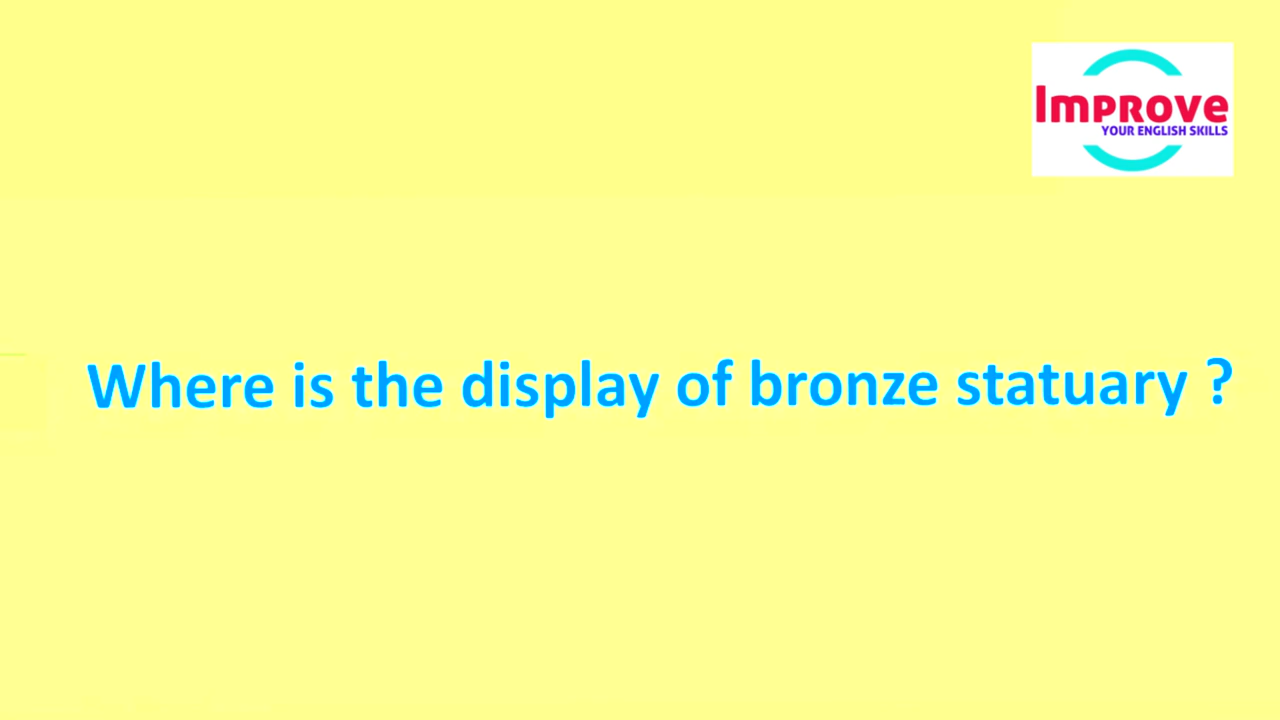 Improve
YOUR ENGLISH SKILLS
Where is the display of bronze statuary ?